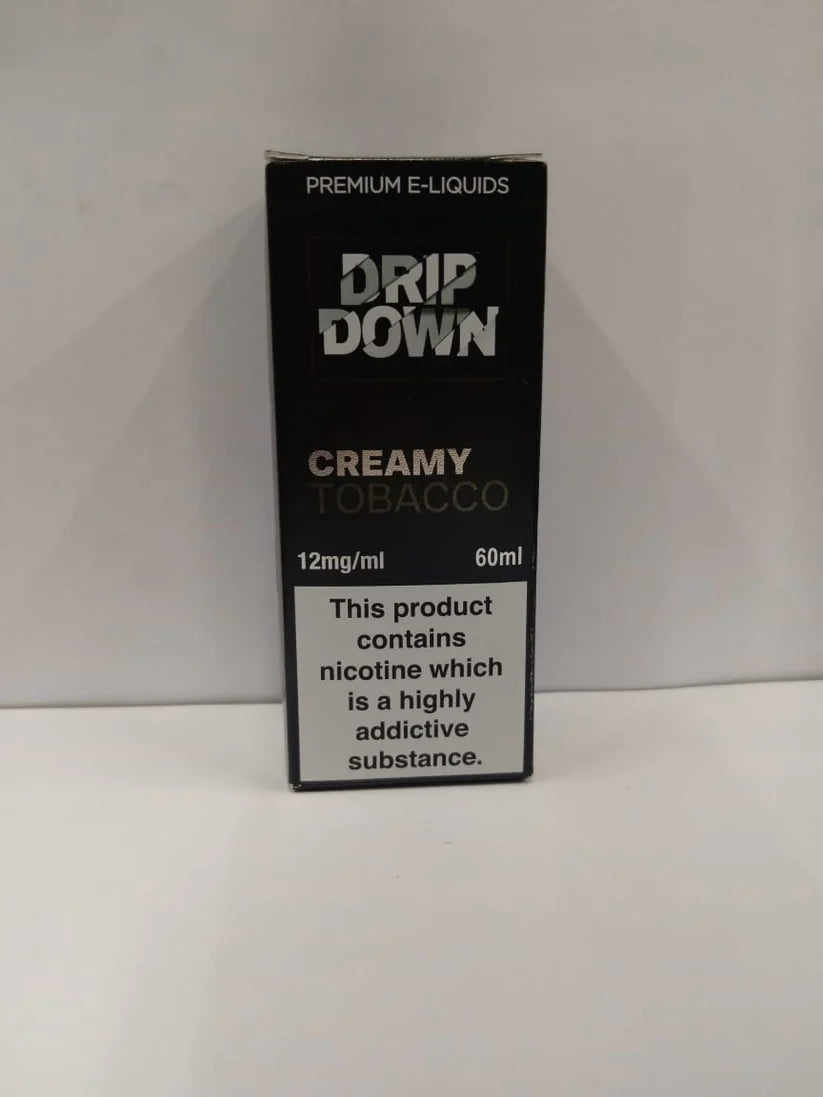 PREMIUM E-LIQUIDS
DRIP
DOWN
CREAMY
TOBACCO
12mg/ml 60ml
This product
contains
nicotine which
is a highly
addictive
substance.